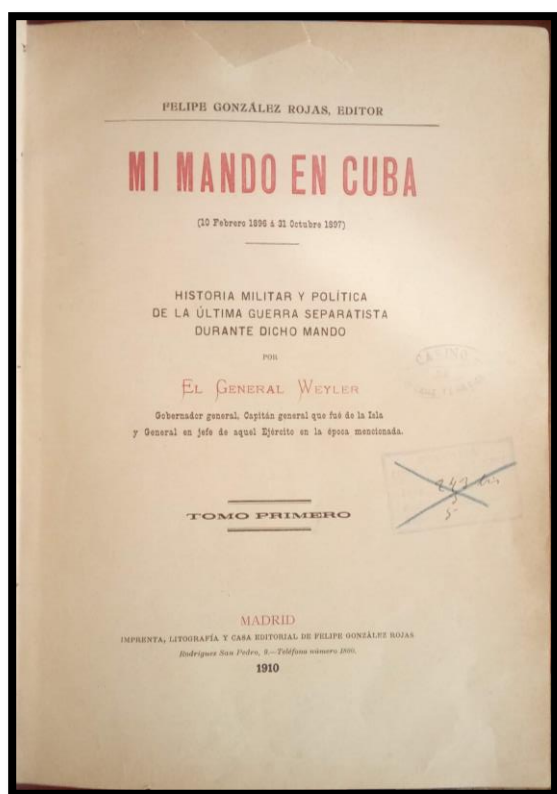 FELIPE GONZÁLEZ ROJAS, EDITOR
MI MANDO EN CUBA
(10 Febrero 1896 á 31 Octubre 1897)
HISTORIA MILITAR Y POLÍTICA
DE LA ÚLTIMA GUERRA SEPARATISTA
DURANTE DICHO MANDO
POR
EL GENERAL WEYLER
Gobernador general, Capitán general que fué de la Isla
y General en jefe de aquel Ejército en la época mencionada.
CASINO
TOMO PRIMERO
MADRID
IMPRENTA, LITOGRAFÍA Y CASA EDITORIAL DE FELIPE GONZÁLEZ ROJAS
Rodríguez San Pedro, 9.—Teléfono número 1860.
1910